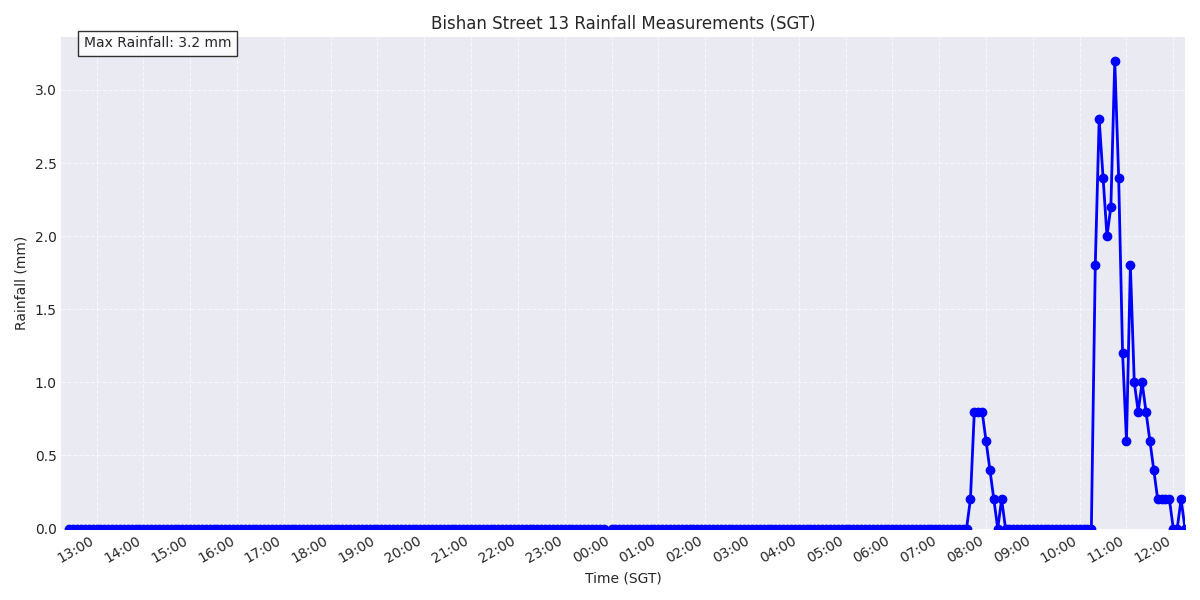 Bishan Street 13 Rainfall Measurements (SGT)
Max Rainfall: 3.2 mm
Rainfall (mm)
3.0
2.5
2.0
1.5
1.0
0.5
0.0
13:00 14:00 15:00 16:00 17:00 18:00 19:00 20:00 21:00 22:00 23:00 00:00 01:00 02:00 03:00 04:00 05:00 06:00 07:00 08:00 09:00 10:00 11:00 12:00
Time (SGT)